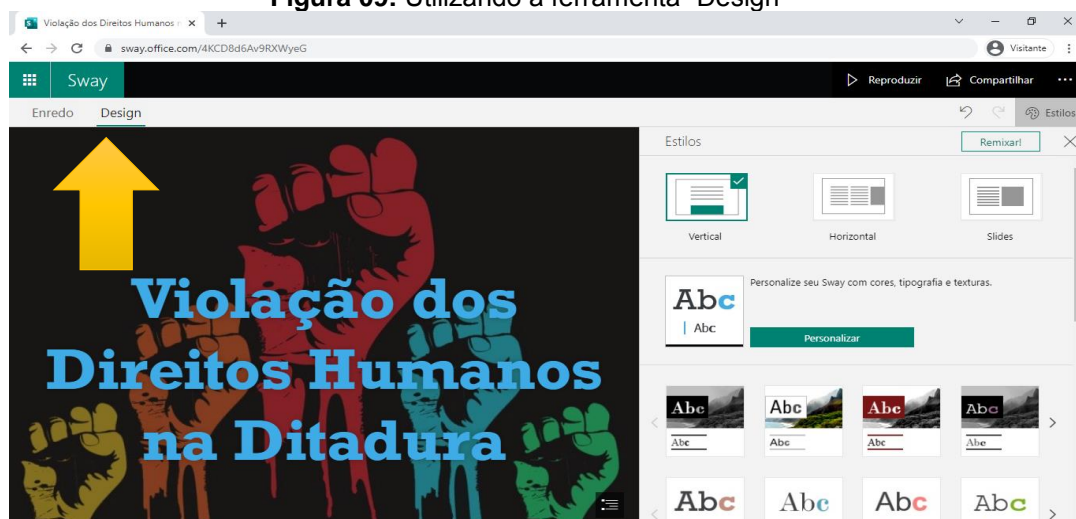 Figura 09: Utilizando a ferramenta "Design"
Violação dos Direitos Humanos
sway.office.com/4KCD8d6Av9RXWyeG
Visitante
Sway
Reproduzir
Compartilhar
Enredo
Design
Estilos
Estilos
Remixar!
Vertical
Horizontal
Slides
Abc
Abc
Personalize seu Sway com cores, tipografia e texturas.
Personalizar
Violação dos
Direitos Humanos
na Ditadura
Abc Abc Abc Abc
Abc Abc Abc Abc
Abc Abc Abc Abc